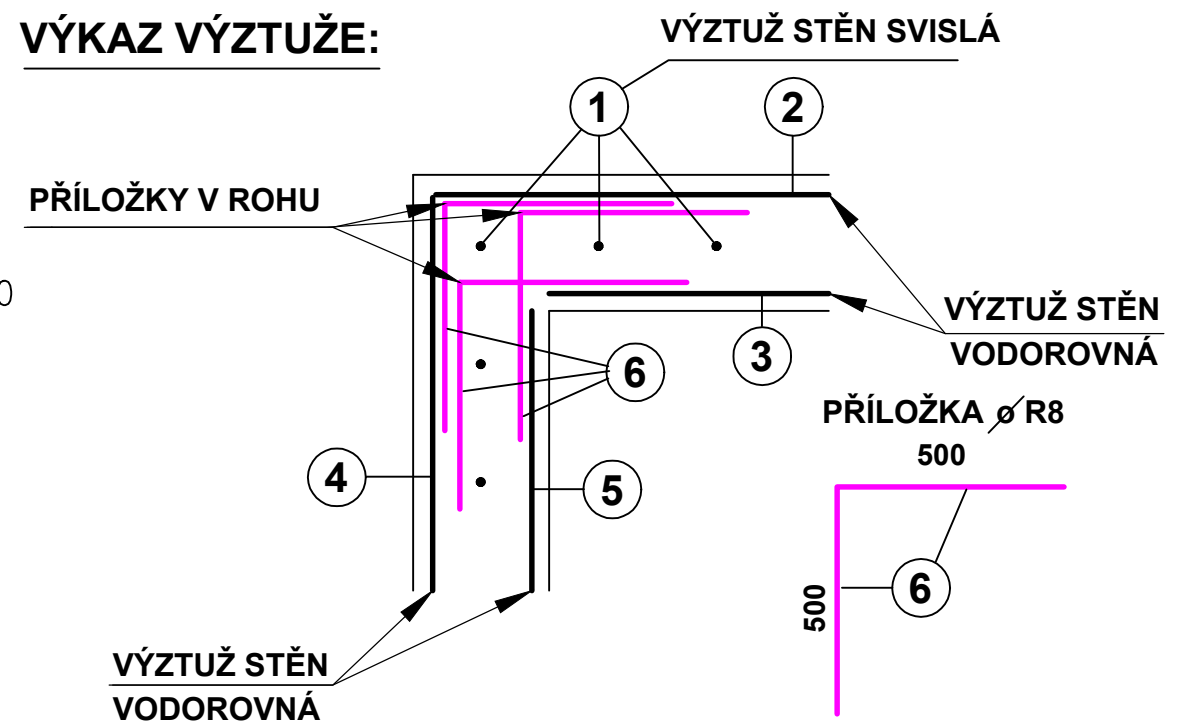 VÝKAZ VÝZTUŽE:
VÝZTUŽ STĚN SVISLÁ
1
2
PŘÍLOŽKY V ROHU
0
VÝZTUŽ STĚN
VODOROVNÁ
3
6
PŘÍLOŽKA ø R8
500
4
5
6
500
VÝZTUŽ STĚN
VODOROVNÁ